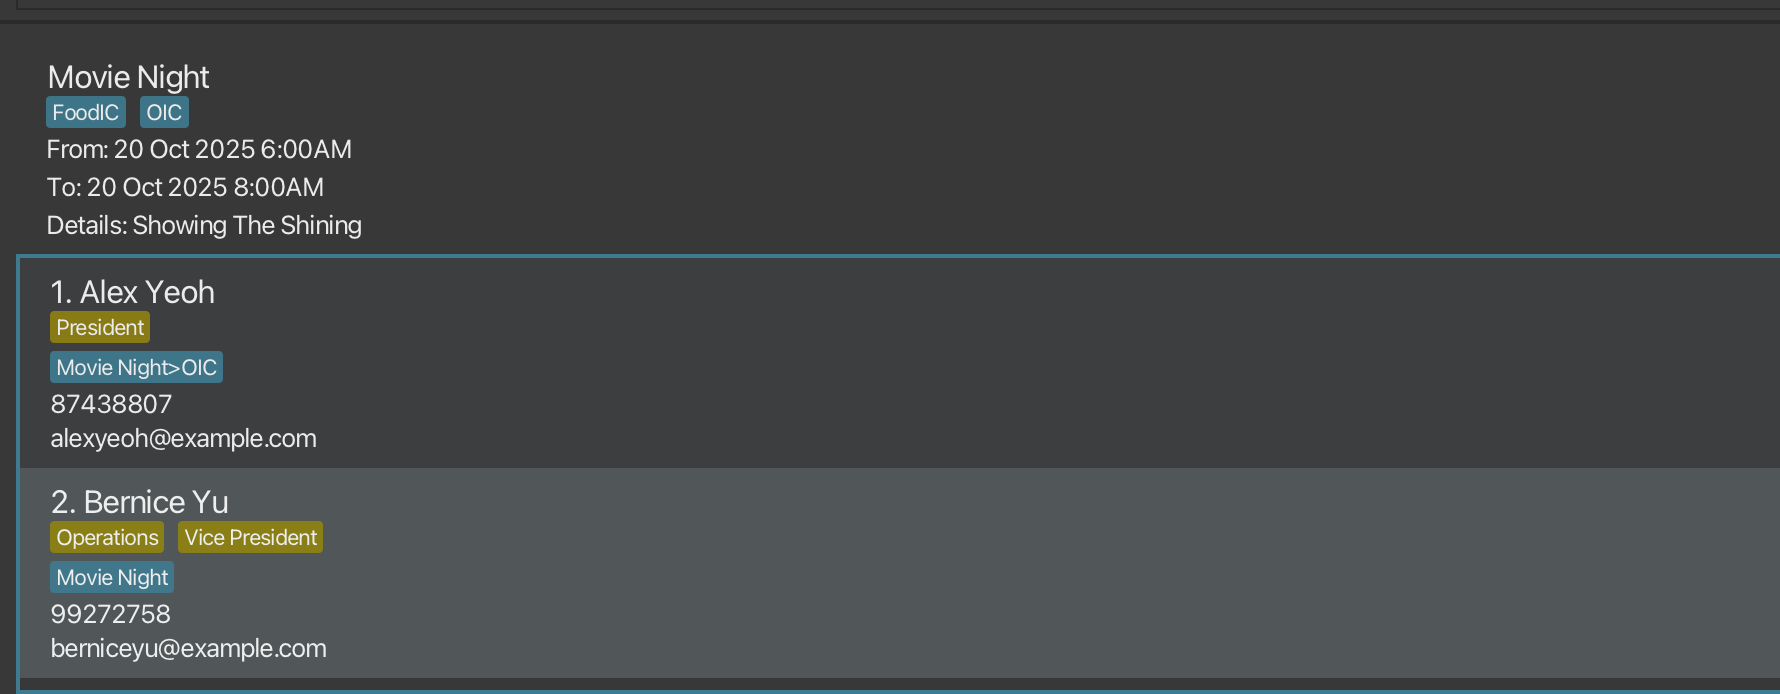 Movie Night
FoodIC OIC
From: 20 Oct 2025 6:00AM
To: 20 Oct 2025 8:00AM
Details: Showing The Shining
1. Alex Yeoh
President
Movie Night>OIC
87438807
alexyeoh@example.com
2. Bernice Yu
Operations Vice President
Movie Night
99272758
berniceyu@example.com